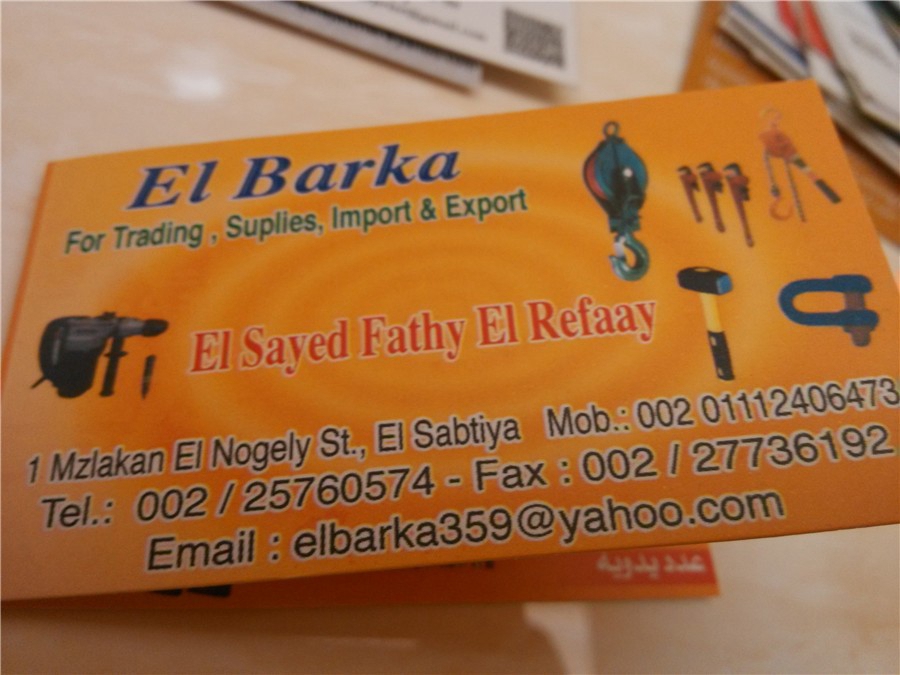 El Barka
For Trading , Suplies, Import & Export
El Sayed Fathy El Refaay
1 Mzlakan El Nogely St., El Sabtiya Mob.: 002 01112406473
Tel.: 002 / 25760574 - Fax : 002 / 27736192
Email : elbarka359@yahoo.com
عدد يدوية